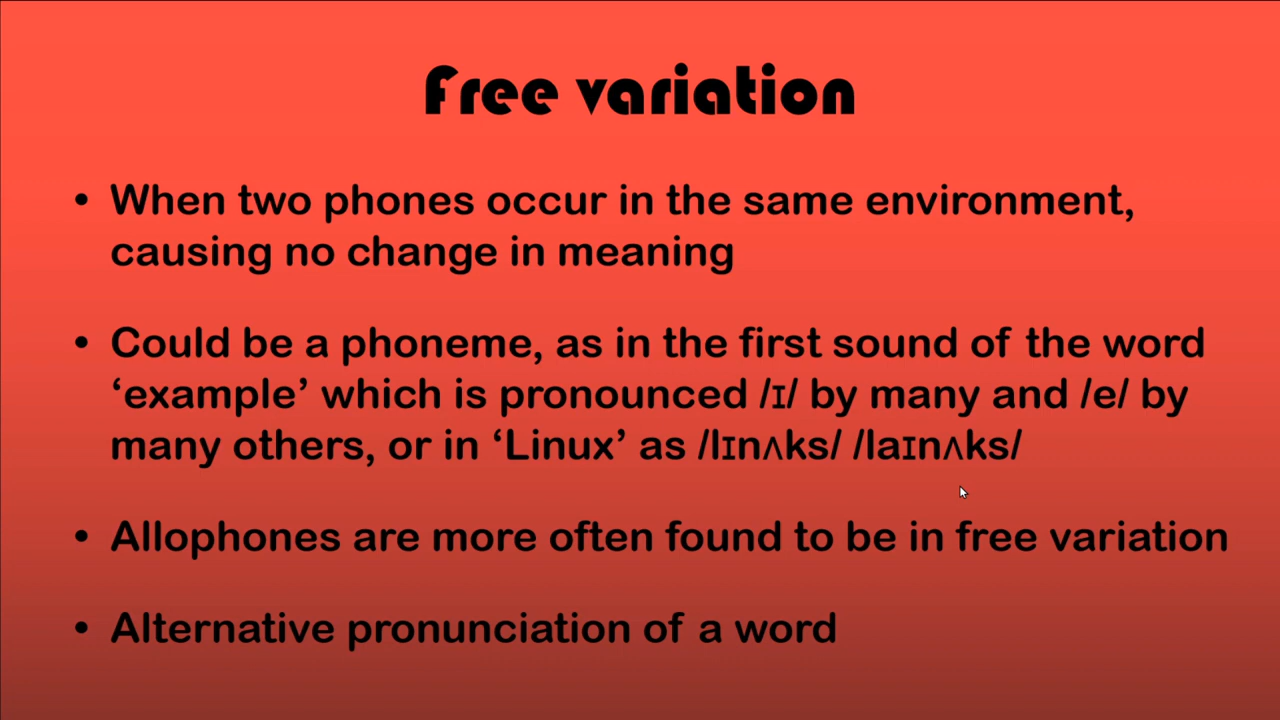 Free variation
• When two phones occur in the same environment,
causing no change in meaning
• Could be a phoneme, as in the first sound of the word
‘example’ which is pronounced /ɪ/ by many and /e/ by
many others, or in ‘Linux’ as /lɪnʌks/ /laɪnʌks/
• Allophones are more often found to be in free variation
• Alternative pronunciation of a word